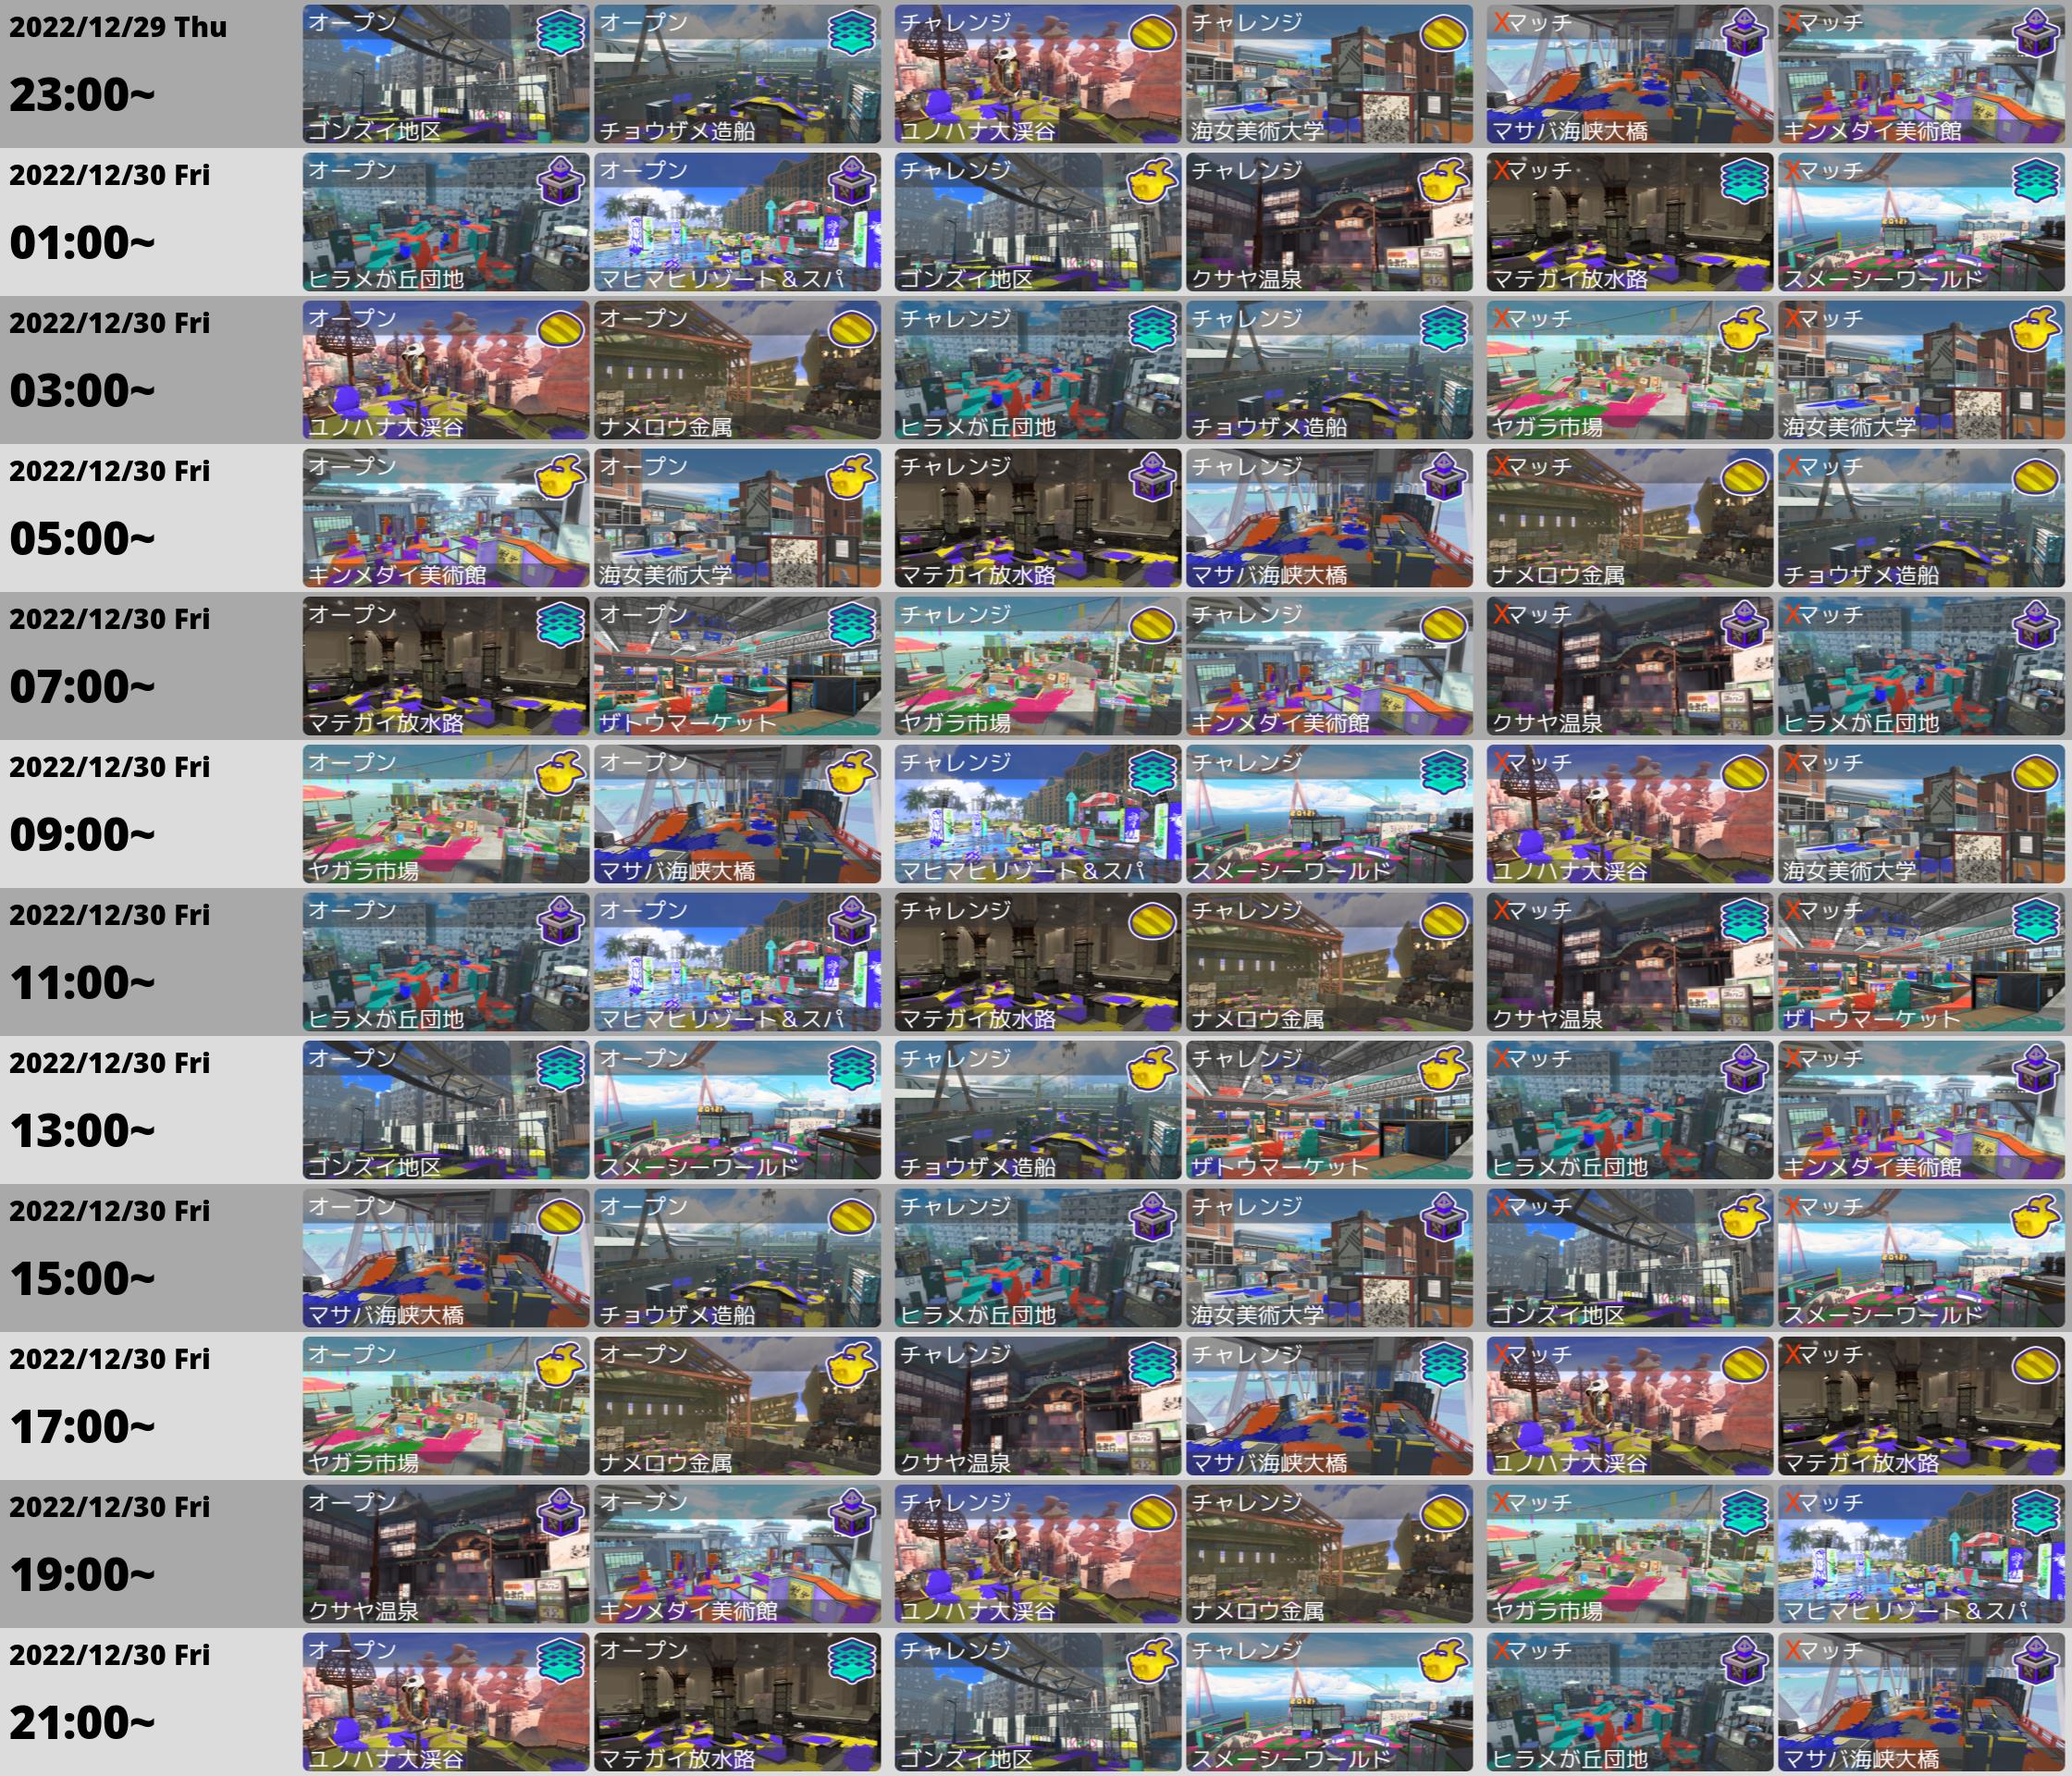 2022/12/29 Thu
23:00~
オープン オープン チャレンジ チャレンジ Xマッチ Xマッチ
ゴンズイ地区 チョウザメ造船 ユノハナ大渓谷 海女美術大学 マサバ海峡大橋 キンメダイ美術館
2022/12/30 Fri
01:00~
オープン オープン チャレンジ チャレンジ Xマッチ Xマッチ
ヒラメが丘団地 マヒマヒリゾート＆スパ ゴンズイ地区 クサヤ温泉 マテガイ放水路 スメーシーワールド
2022/12/30 Fri
03:00~
オープン オープン チャレンジ チャレンジ Xマッチ Xマッチ
ユノハナ大渓谷 ナメロウ金属 ヒラメが丘団地 チョウザメ造船 ヤガラ市場 海女美術大学
2022/12/30 Fri
05:00~
オープン オープン チャレンジ チャレンジ Xマッチ Xマッチ
キンメダイ美術館 海女美術大学 マテガイ放水路 マサバ海峡大橋 ナメロウ金属 チョウザメ造船
2022/12/30 Fri
07:00~
オープン オープン チャレンジ チャレンジ Xマッチ Xマッチ
マテガイ放水路 ザトウマーケット ヤガラ市場 キンメダイ美術館 クサヤ温泉 ヒラメが丘団地
2022/12/30 Fri
09:00~
オープン オープン チャレンジ チャレンジ Xマッチ Xマッチ
ヤガラ市場 マサバ海峡大橋 マヒマヒリゾート＆スパ スメーシーワールド ユノハナ大渓谷 海女美術大学
2022/12/30 Fri
11:00~
オープン オープン チャレンジ チャレンジ Xマッチ Xマッチ
ヒラメが丘団地 マヒマヒリゾート＆スパ マテガイ放水路 ナメロウ金属 クサヤ温泉 ザトウマーケット
2022/12/30 Fri
13:00~
オープン オープン チャレンジ チャレンジ Xマッチ Xマッチ
ゴンズイ地区 スメーシーワールド チョウザメ造船 ザトウマーケット ヒラメが丘団地 キンメダイ美術館
2022/12/30 Fri
15:00~
オープン オープン チャレンジ チャレンジ Xマッチ Xマッチ
マサバ海峡大橋 チョウザメ造船 ヒラメが丘団地 海女美術大学 ゴンズイ地区 スメーシーワールド
2022/12/30 Fri
17:00~
オープン オープン チャレンジ チャレンジ Xマッチ Xマッチ
ヤガラ市場 ナメロウ金属 クサヤ温泉 マサバ海峡大橋 ユノハナ大渓谷 マテガイ放水路
2022/12/30 Fri
19:00~
オープン オープン チャレンジ チャレンジ Xマッチ Xマッチ
クサヤ温泉 キンメダイ美術館 ユノハナ大渓谷 ナメロウ金属 ヤガラ市場 マヒマヒリゾート＆スパ
2022/12/30 Fri
21:00~
オープン オープン チャレンジ チャレンジ Xマッチ Xマッチ
ユノハナ大渓谷 マテガイ放水路 ゴンズイ地区 スメーシーワールド ヒラメが丘団地 マサバ海峡大橋